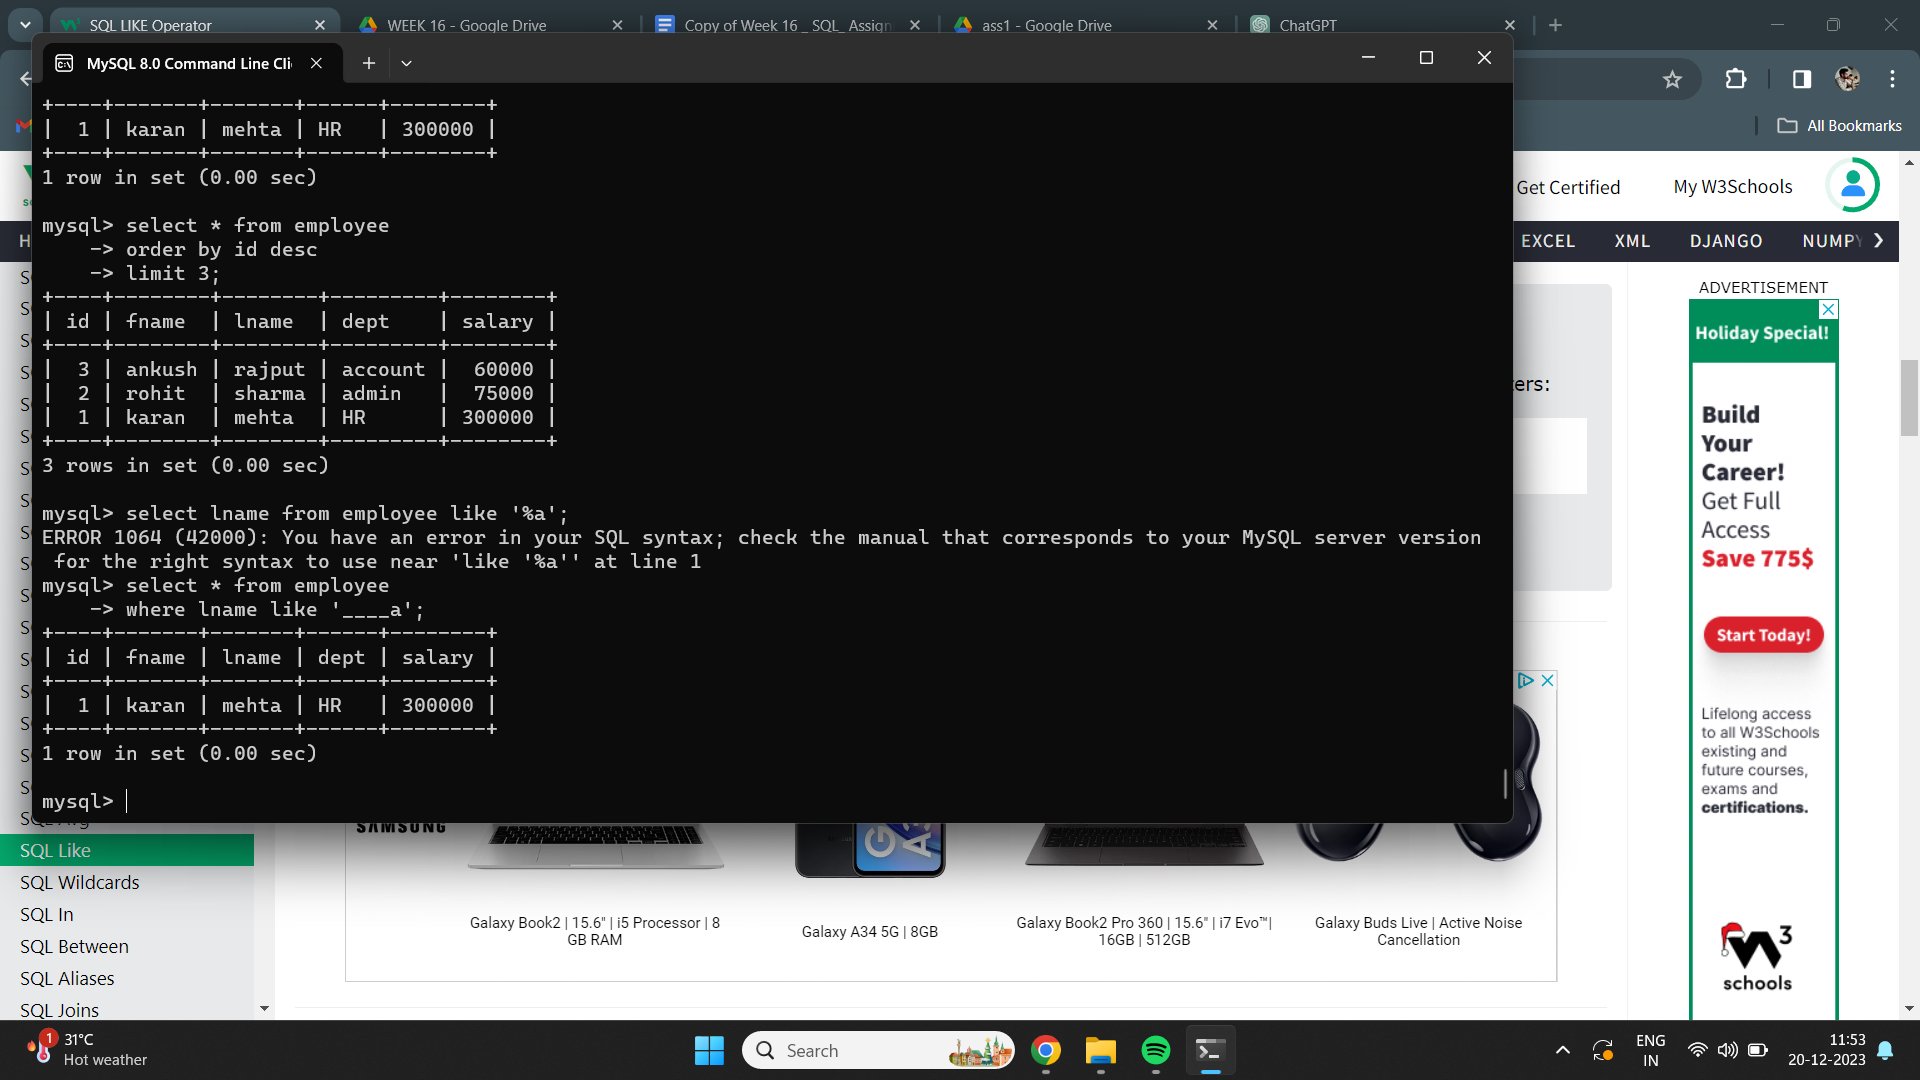 SQL LIKE Operator
WEEK 16 - Google Drive
Copy of Week 16 _ SQL_ Assign
ass1 - Google Drive
ChatGPT
MySQL 8.0 Command Line Cli
All Bookmarks
Get Certified
My W3Schools
EXCEL
XML
DJANGO
NUMPY
+----+-------+-------+------+--------+
|  1 | karan | mehta | HR   | 300000 |
+----+-------+-------+------+--------+
1 row in set (0.00 sec)
mysql> select * from employee
    -> order by id desc
    -> limit 3;
+----+--------+--------+---------+--------+
| id | fname  | lname  | dept    | salary |
+----+--------+--------+---------+--------+
|  3 | ankush | rajput | account |  60000 |
|  2 | rohit  | sharma | admin   |  75000 |
|  1 | karan  | mehta  | HR      | 300000 |
+----+--------+--------+---------+--------+
3 rows in set (0.00 sec)
mysql> select lname from employee like '%a';
ERROR 1064 (42000): You have an error in your SQL syntax; check the manual that corresponds to your MySQL server version
 for the right syntax to use near 'like '%a'' at line 1
mysql> select * from employee
    -> where lname like '____a';
+----+-------+-------+------+--------+
| id | fname | lname | dept | salary |
+----+-------+-------+------+--------+
|  1 | karan | mehta | HR   | 300000 |
+----+-------+-------+------+--------+
1 row in set (0.00 sec)
mysql>
ers:
ADVERTISEMENT
Holiday Special!
Build
Your
Career!
Get Full
Access
Save 775$
Start Today!
Lifelong access
to all W3Schools
existing and
future courses,
exams and
certifications.
W3
schools
SQL Like
SQL Wildcards
SQL In
SQL Between
SQL Aliases
SQL Joins
SAMSUNG
Galaxy Book2 | 15.6" | i5 Processor | 8
GB RAM
Galaxy A34 5G | 8GB
Galaxy Book2 Pro 360 | 15.6" | i7 Evo™|
16GB | 512GB
Galaxy Buds Live | Active Noise
Cancellation
1
31°C
Hot weather
Search
ENG
IN
11:53
20-12-2023